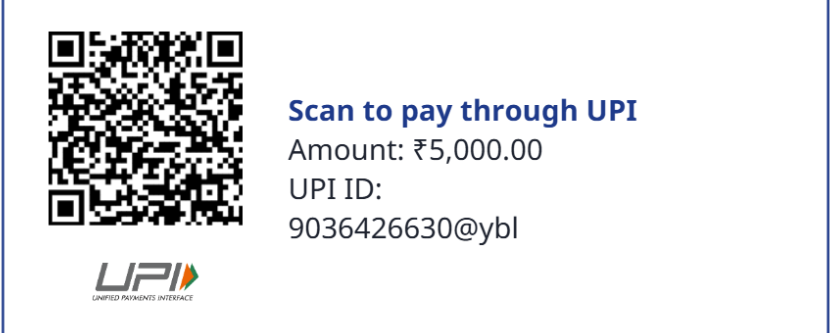 Scan to pay through UPI
Amount: ₹5,000.00
UPI ID:
9036426630@ybl
UPI
UNIFIED PAYMENTS INTERFACE